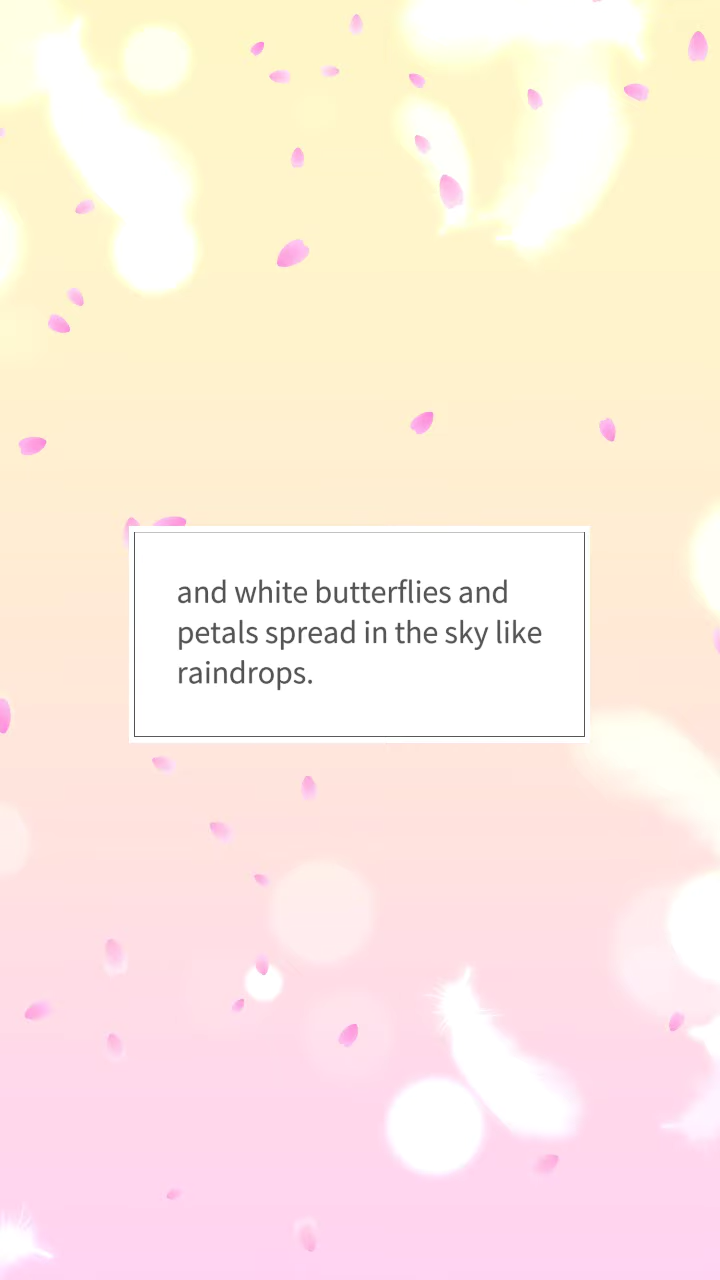 and white butterflies and
petals spread in the sky like
raindrops.